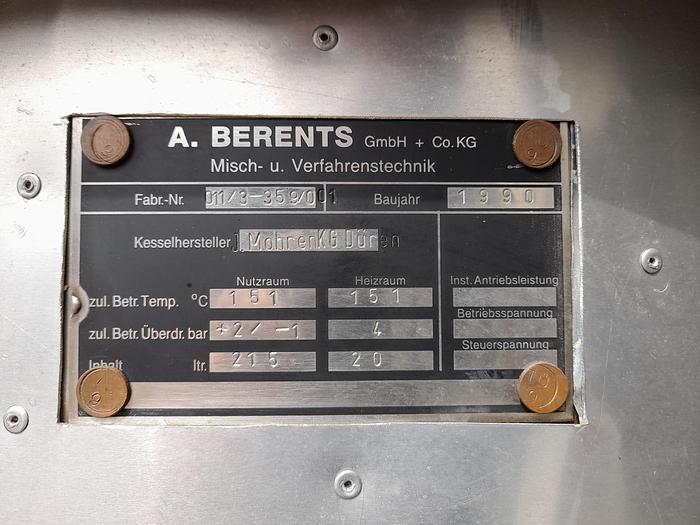 A. BERENTS GmbH + Co. KG
Misch- u. Verfahrenstechnik
Fabr.-Nr. 011/3-359/001 Baujahr 1990
Kesselhersteller J. Mohren KG Düren
Nutzraum Heizraum Inst. Antriebsleistung
zul. Betr. Temp. °C 151 151
Betriebsspannung
zul. Betr. Überdr. bar +2/ -1 4
Steuerspannung
Inhalt ltr. 215 20